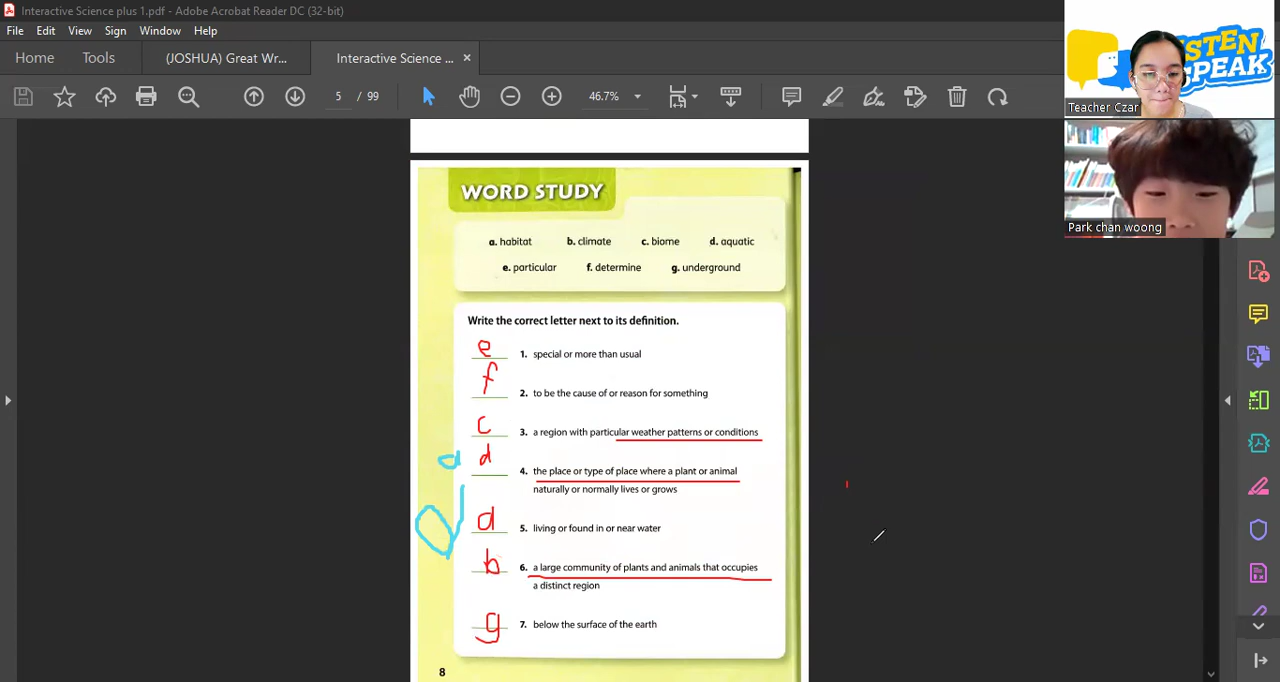 Interactive Science plus 1.pdf - Adobe Acrobat Reader DC (32-bit)
File Edit View Sign Window Help
Home Tools (JOSHUA) Great Wr... Interactive Science ... ×
5 / 99 46.7%
Teacher Czar
Park chan woong
WORD STUDY
a. habitat b. climate c. biome d. aquatic
e. particular f. determine g. underground
Write the correct letter next to its definition.
e 1. special or more than usual
f 2. to be the cause of or reason for something
c 3. a region with particular weather patterns or conditions
a d 4. the place or type of place where a plant or animal
naturally or normally lives or grows
d 5. living or found in or near water
b 6. a large community of plants and animals that occupies
a distinct region
g 7. below the surface of the earth
8